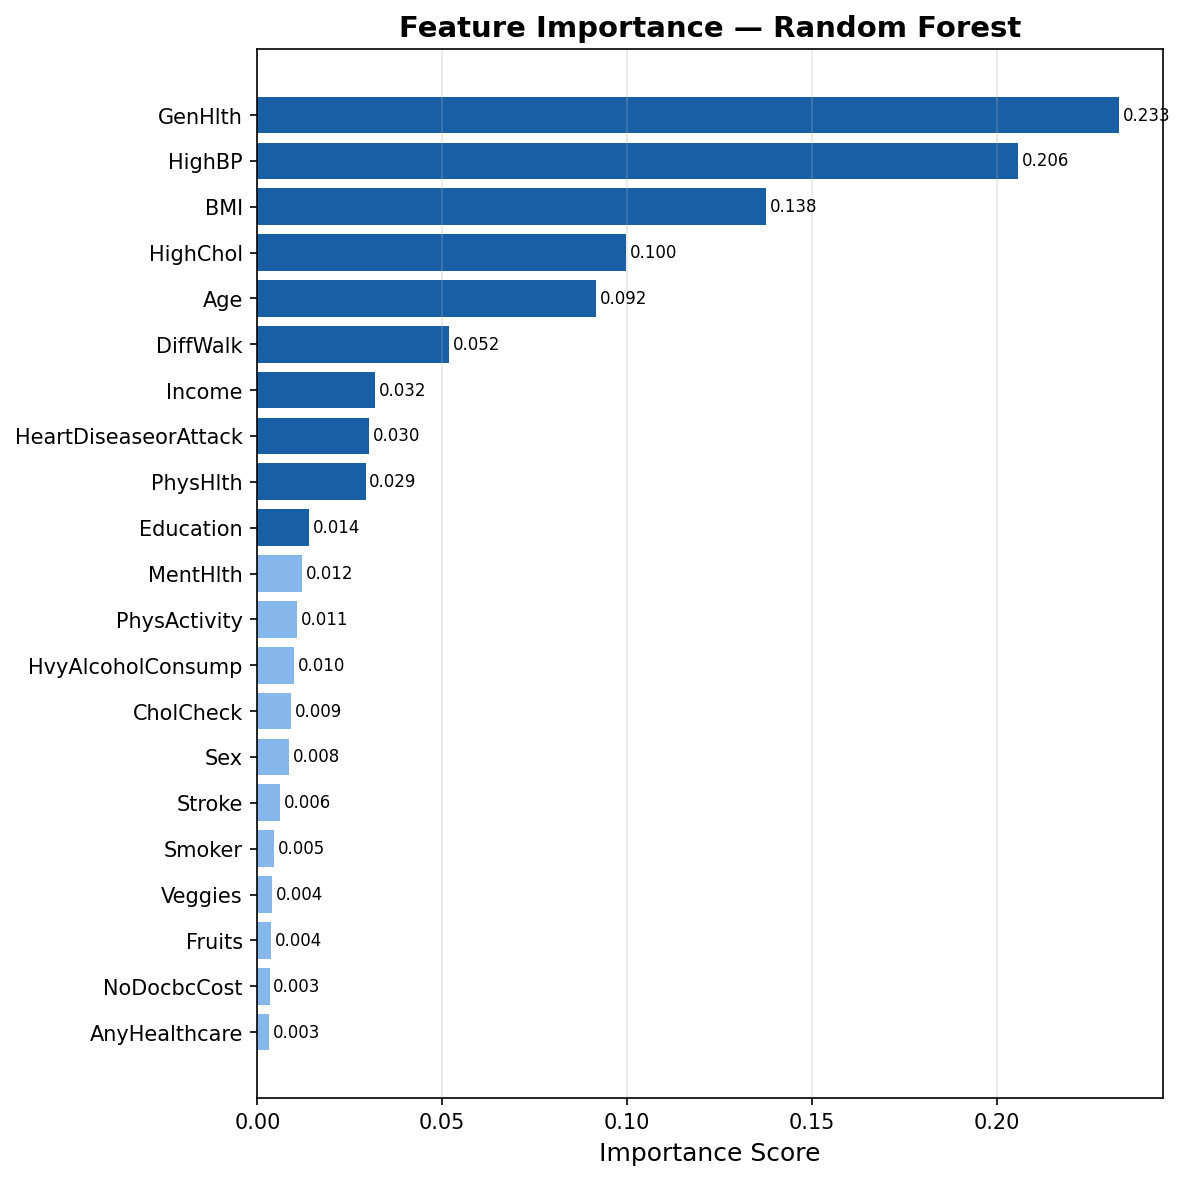 Feature Importance — Random Forest
GenHlth 0.233
HighBP 0.206
BMI 0.138
HighChol 0.100
Age 0.092
DiffWalk 0.052
Income 0.032
HeartDiseaseorAttack 0.030
PhysHlth 0.029
Education 0.014
MentHlth 0.012
PhysActivity 0.011
HvyAlcoholConsump 0.010
CholCheck 0.009
Sex 0.008
Stroke 0.006
Smoker 0.005
Veggies 0.004
Fruits 0.004
NoDocbcCost 0.003
AnyHealthcare 0.003
0.00 0.05 0.10 0.15 0.20
Importance Score